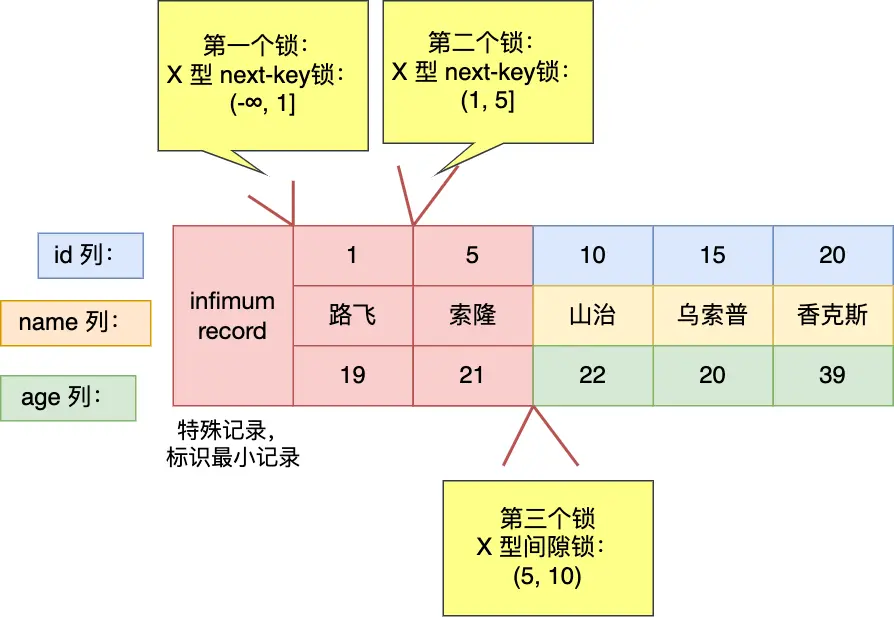 第一个锁：
X 型 next-key锁：
(-∞, 1]
第二个锁：
X 型 next-key锁：
(1, 5]
id 列：
1
5
10
15
20
infimum
record
name 列：
路飞
索隆
山治
乌索普
香克斯
age 列：
19
21
22
20
39
特殊记录，
标识最小记录
第三个锁
X 型间隙锁：
(5, 10)